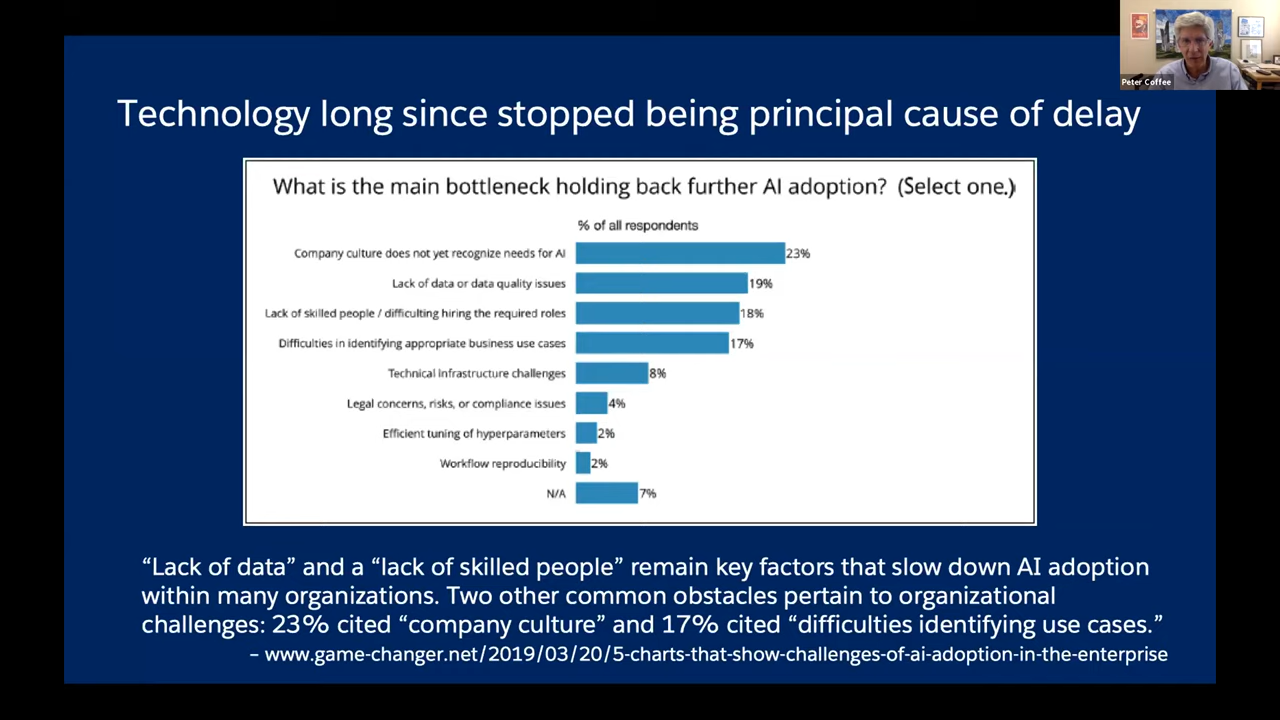 Peter Coffee
Technology long since stopped being principal cause of delay
What is the main bottleneck holding back further AI adoption? (Select one.)
% of all respondents
Company culture does not yet recognize needs for AI 23%
Lack of data or data quality issues 19%
Lack of skilled people / difficulting hiring the required roles 18%
Difficulties in identifying appropriate business use cases 17%
Technical infrastructure challenges 8%
Legal concerns, risks, or compliance issues 4%
Efficient tuning of hyperparameters 2%
Workflow reproducibility 2%
N/A 7%
“Lack of data” and a “lack of skilled people” remain key factors that slow down AI adoption
within many organizations. Two other common obstacles pertain to organizational
challenges: 23% cited “company culture” and 17% cited “difficulties identifying use cases.”
– www.game-changer.net/2019/03/20/5-charts-that-show-challenges-of-ai-adoption-in-the-enterprise